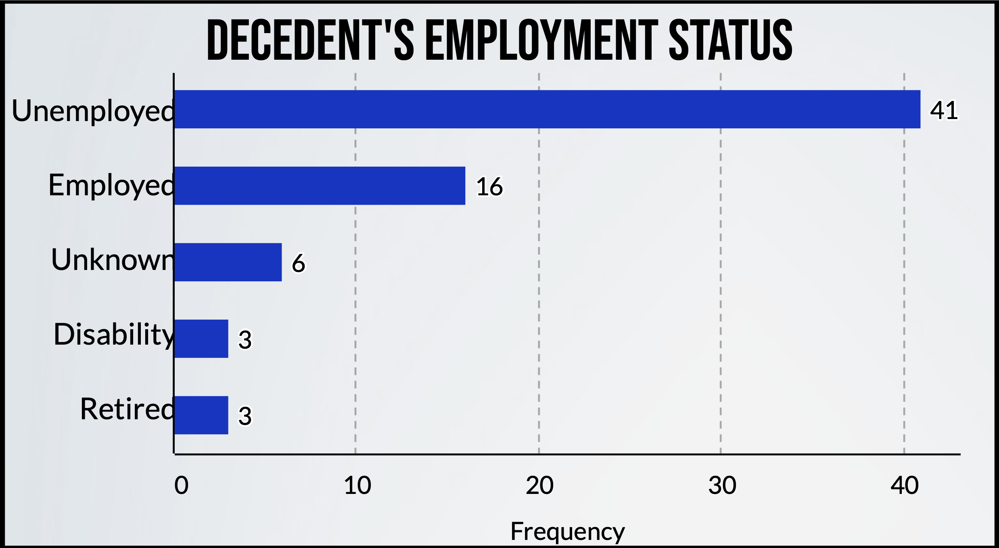 DECEDENT'S EMPLOYMENT STATUS
Unemployed 41
Employed 16
Unknown 6
Disability 3
Retired 3
0 10 20 30 40
Frequency